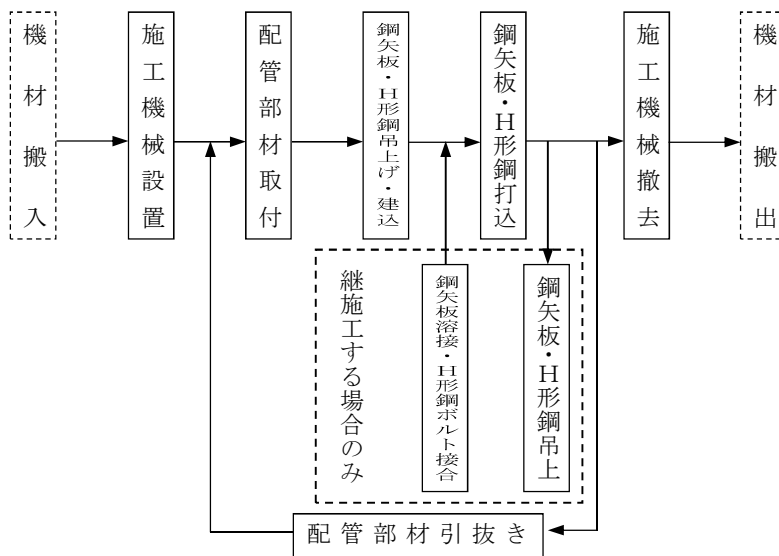 機材搬入
施工機械設置
配管部材取付
鋼矢板・H形鋼吊上げ・建込
鋼矢板・H形鋼打込
施工機械撤去
機材搬出
継施工する場合のみ
鋼矢板溶接・H形鋼ボルト接合
鋼矢板・H形鋼吊上
配管部材引抜き